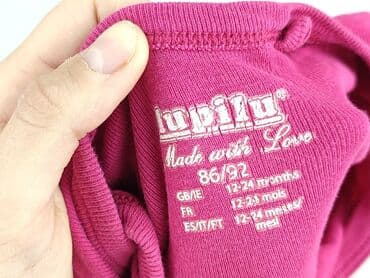 lupilu®
Made with Love
86/92
GB/IE 12-24 months
FR 12-24 mois
ES/IT/PT 12-24 meses/
mesi